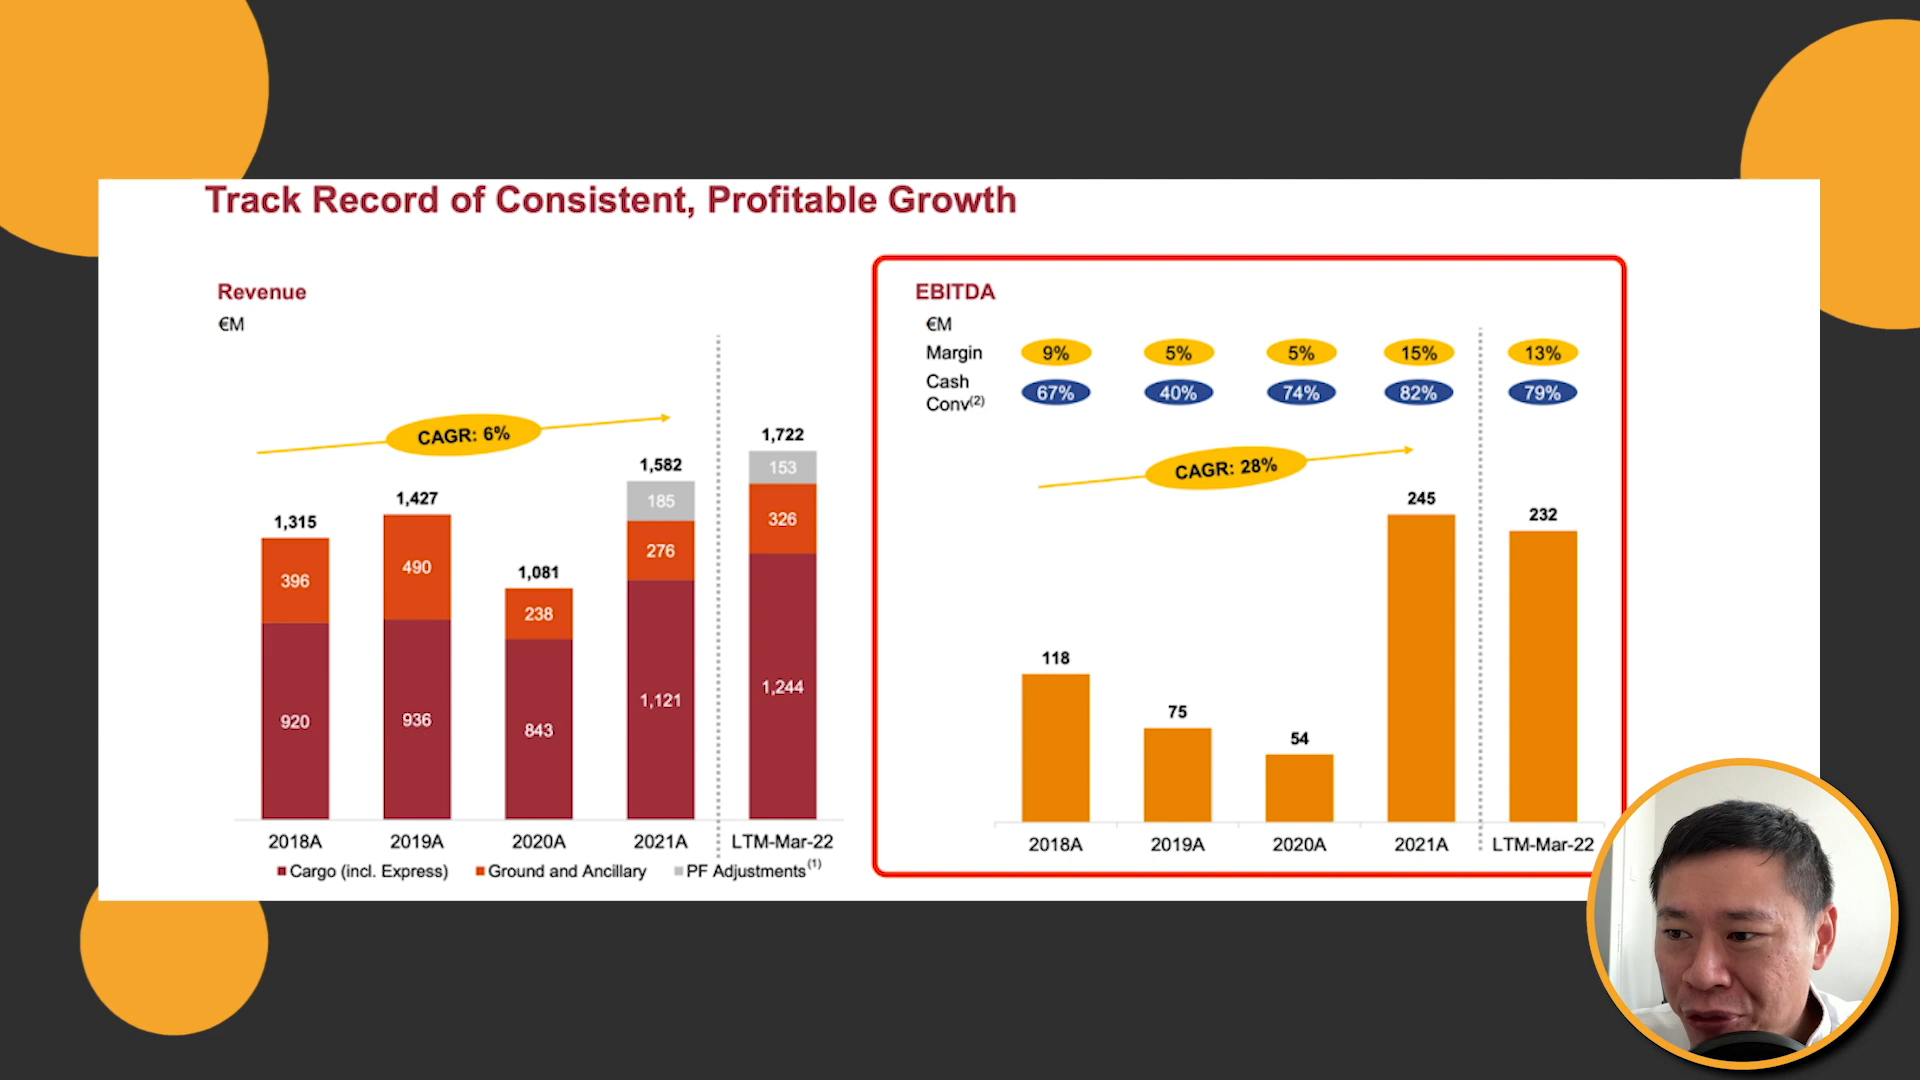 Track Record of Consistent, Profitable Growth
Revenue
€M
CAGR: 6%
1,315
1,427
1,081
1,582
1,722
396
490
238
185
153
276
326
920
936
843
1,121
1,244
2018A
2019A
2020A
2021A
LTM-Mar-22
Cargo (incl. Express)
Ground and Ancillary
PF Adjustments(1)
EBITDA
€M
Margin
9%
5%
5%
15%
13%
Cash
Conv(2)
67%
40%
74%
82%
79%
CAGR: 28%
118
75
54
245
232
2018A
2019A
2020A
2021A
LTM-Mar-22